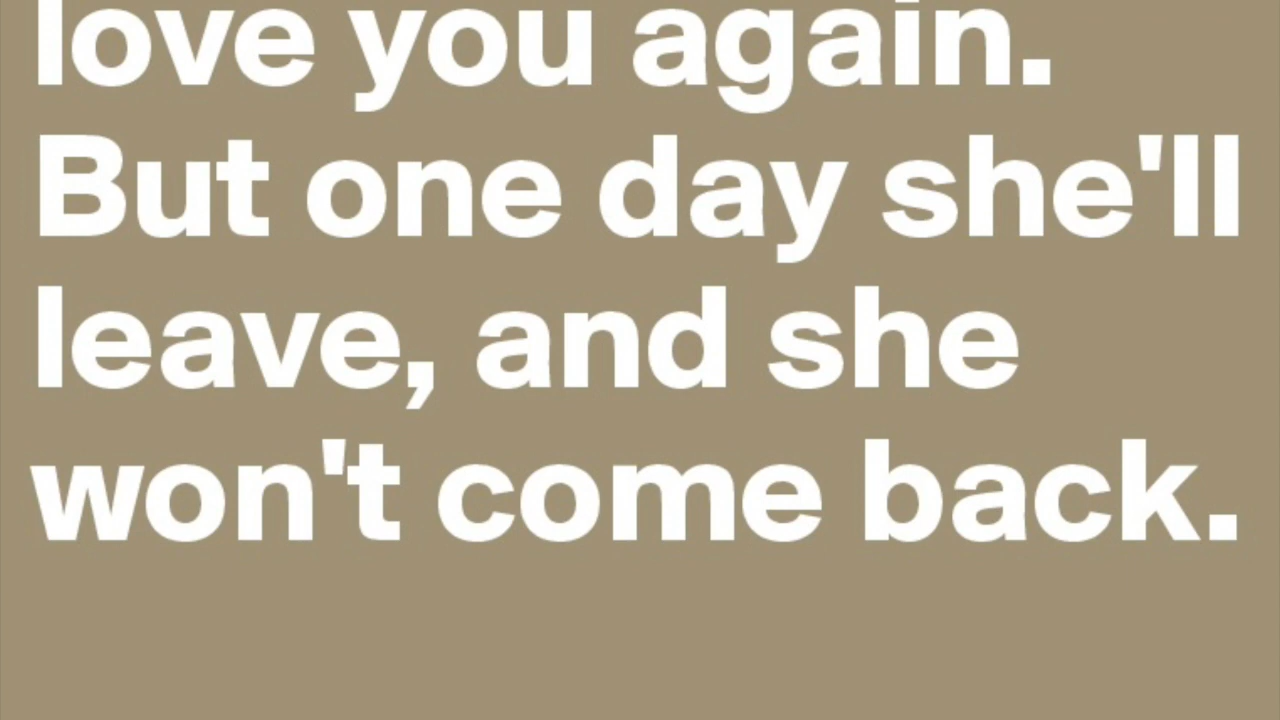 love you again.
But one day she'll
leave, and she
won't come back.